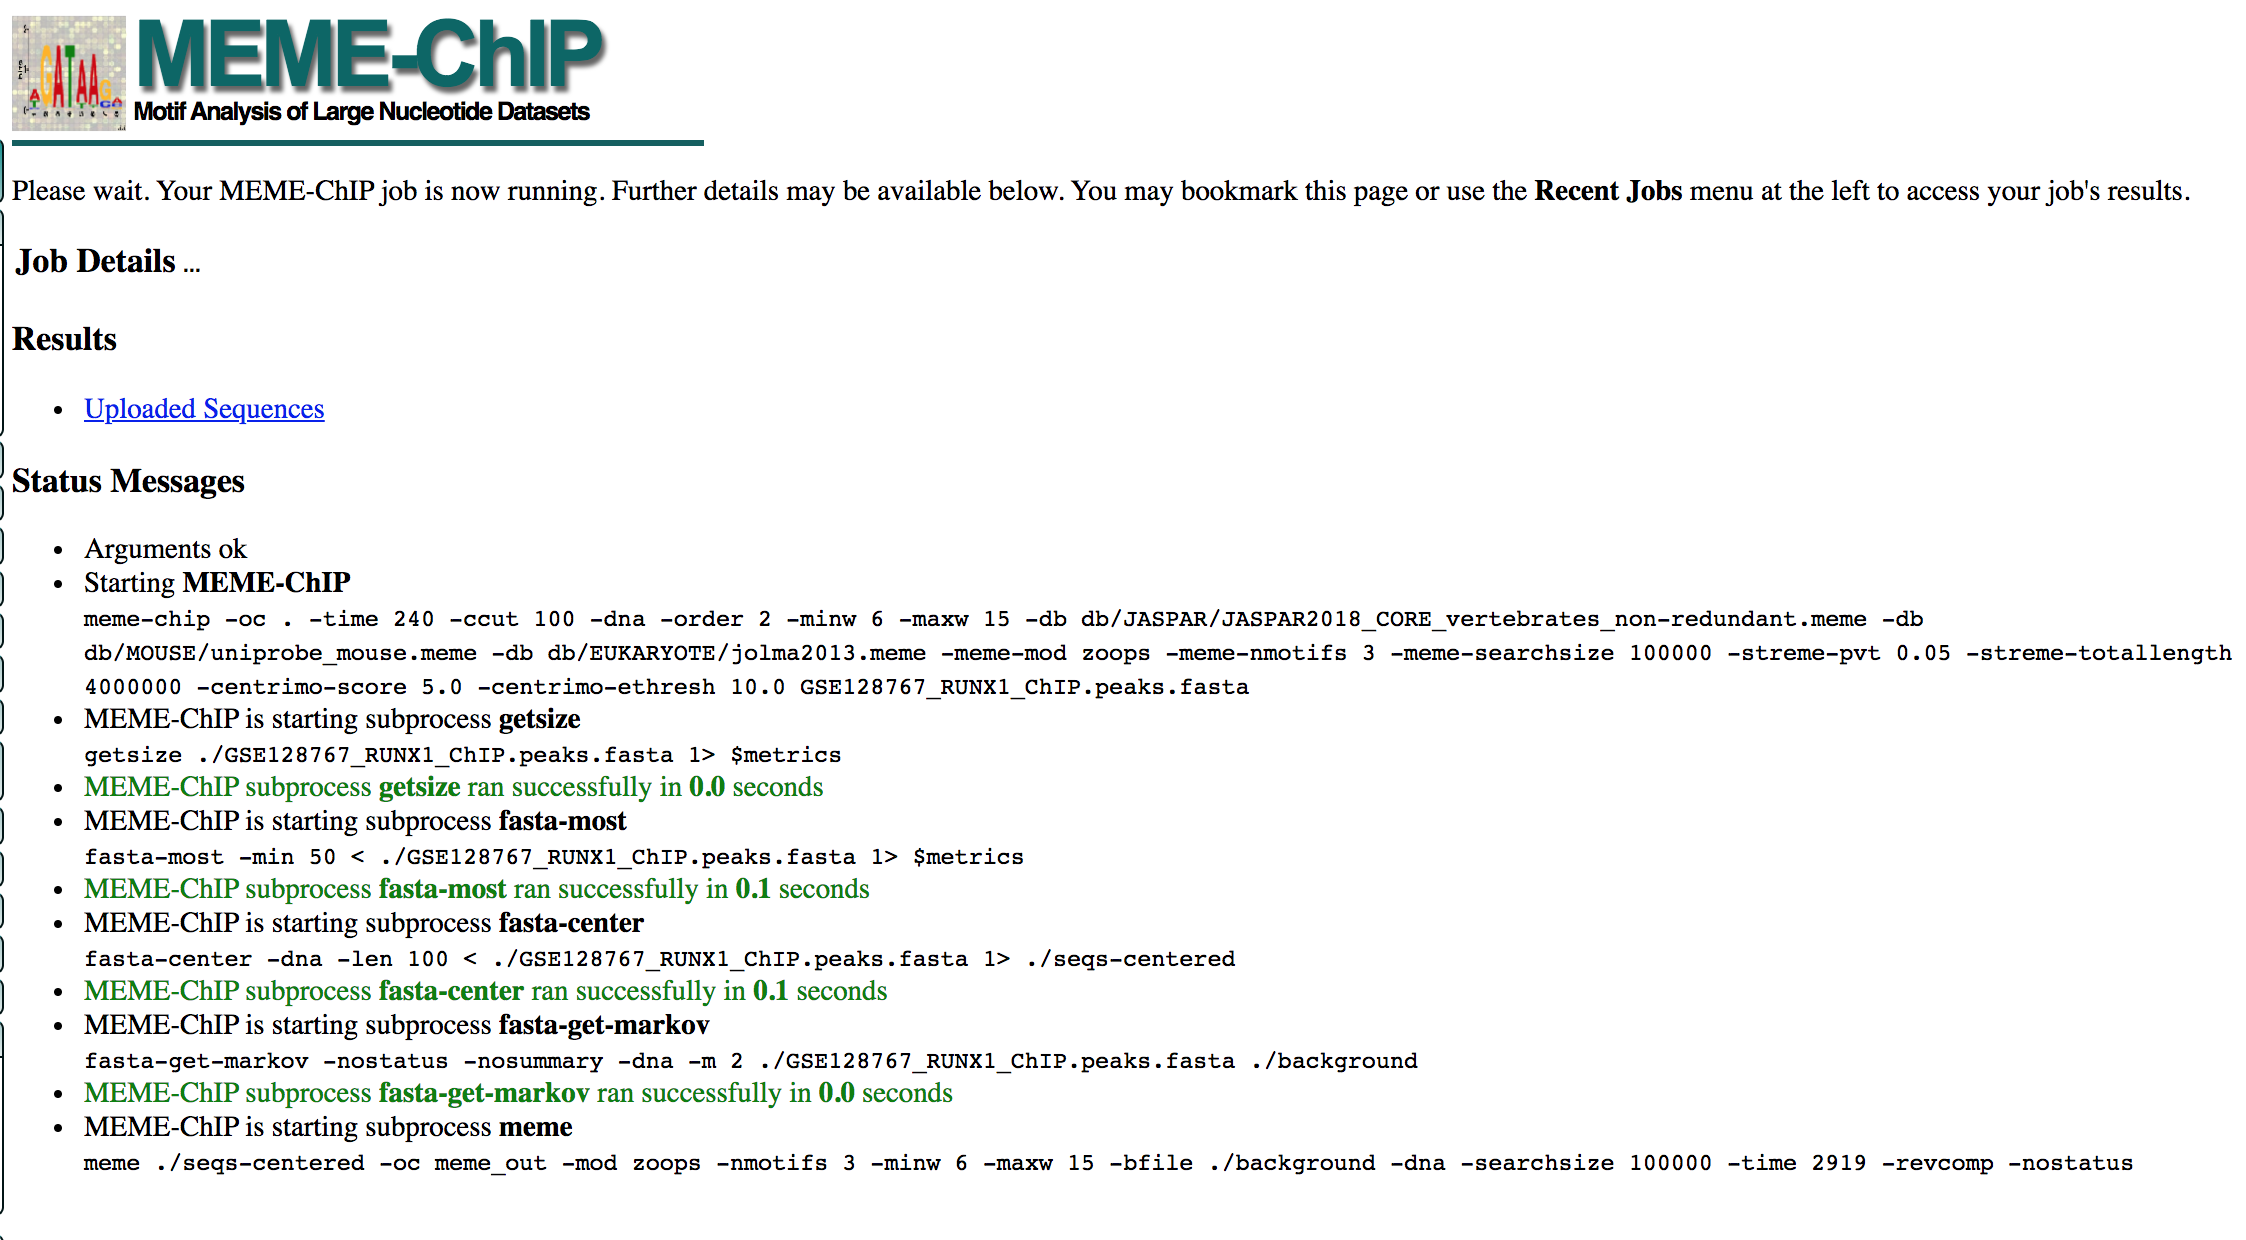 MEME-ChIP
Motif Analysis of Large Nucleotide Datasets
Please wait. Your MEME-ChIP job is now running. Further details may be available below. You may bookmark this page or use the Recent Jobs menu at the left to access your job's results.
Job Details ...
Results
• Uploaded Sequences
Status Messages
• Arguments ok
• Starting MEME-ChIP
meme-chip -oc . -time 240 -ccut 100 -dna -order 2 -minw 6 -maxw 15 -db db/JASPAR/JASPAR2018_CORE_vertebrates_non-redundant.meme -db
db/MOUSE/uniprobe_mouse.meme -db db/EUKARYOTE/jolma2013.meme -meme-mod zoops -meme-nmotifs 3 -meme-searchsize 100000 -streme-pvt 0.05 -streme-totallength
4000000 -centrimo-score 5.0 -centrimo-ethresh 10.0 GSE128767_RUNX1_ChIP.peaks.fasta
• MEME-ChIP is starting subprocess getsize
getsize ./GSE128767_RUNX1_ChIP.peaks.fasta 1> $metrics
• MEME-ChIP subprocess getsize ran successfully in 0.0 seconds
• MEME-ChIP is starting subprocess fasta-most
fasta-most -min 50 < ./GSE128767_RUNX1_ChIP.peaks.fasta 1> $metrics
• MEME-ChIP subprocess fasta-most ran successfully in 0.1 seconds
• MEME-ChIP is starting subprocess fasta-center
fasta-center -dna -len 100 < ./GSE128767_RUNX1_ChIP.peaks.fasta 1> ./seqs-centered
• MEME-ChIP subprocess fasta-center ran successfully in 0.1 seconds
• MEME-ChIP is starting subprocess fasta-get-markov
fasta-get-markov -nostatus -nosummary -dna -m 2 ./GSE128767_RUNX1_ChIP.peaks.fasta ./background
• MEME-ChIP subprocess fasta-get-markov ran successfully in 0.0 seconds
• MEME-ChIP is starting subprocess meme
meme ./seqs-centered -oc meme_out -mod zoops -nmotifs 3 -minw 6 -maxw 15 -bfile ./background -dna -searchsize 100000 -time 2919 -revcomp -nostatus